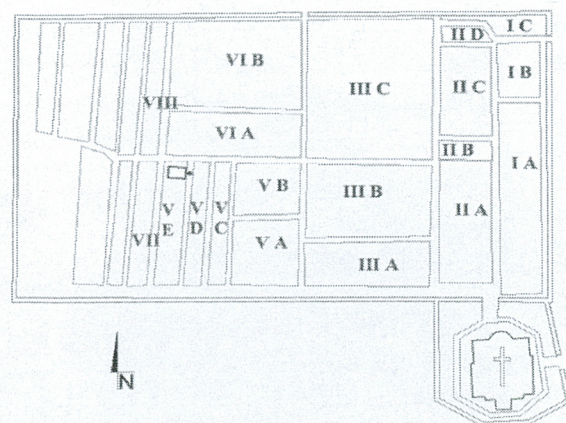 I C
II D
VI B
I B
III C
II C
VIII
VI A
II B
I A
V B
III B
V E
V D
V C
II A
VII
V A
III A
N